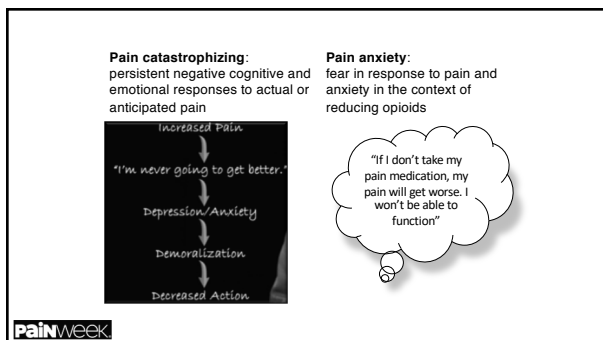 Pain catastrophizing:
persistent negative cognitive and
emotional responses to actual or
anticipated pain
Increased Pain
"I'm never going to get better."
Depression/Anxiety
Demoralization
Decreased Action
Pain anxiety:
fear in response to pain and
anxiety in the context of
reducing opioids
"If I don't take my
pain medication, my
pain will get worse. I
won't be able to
function"
PaiNWEEK.